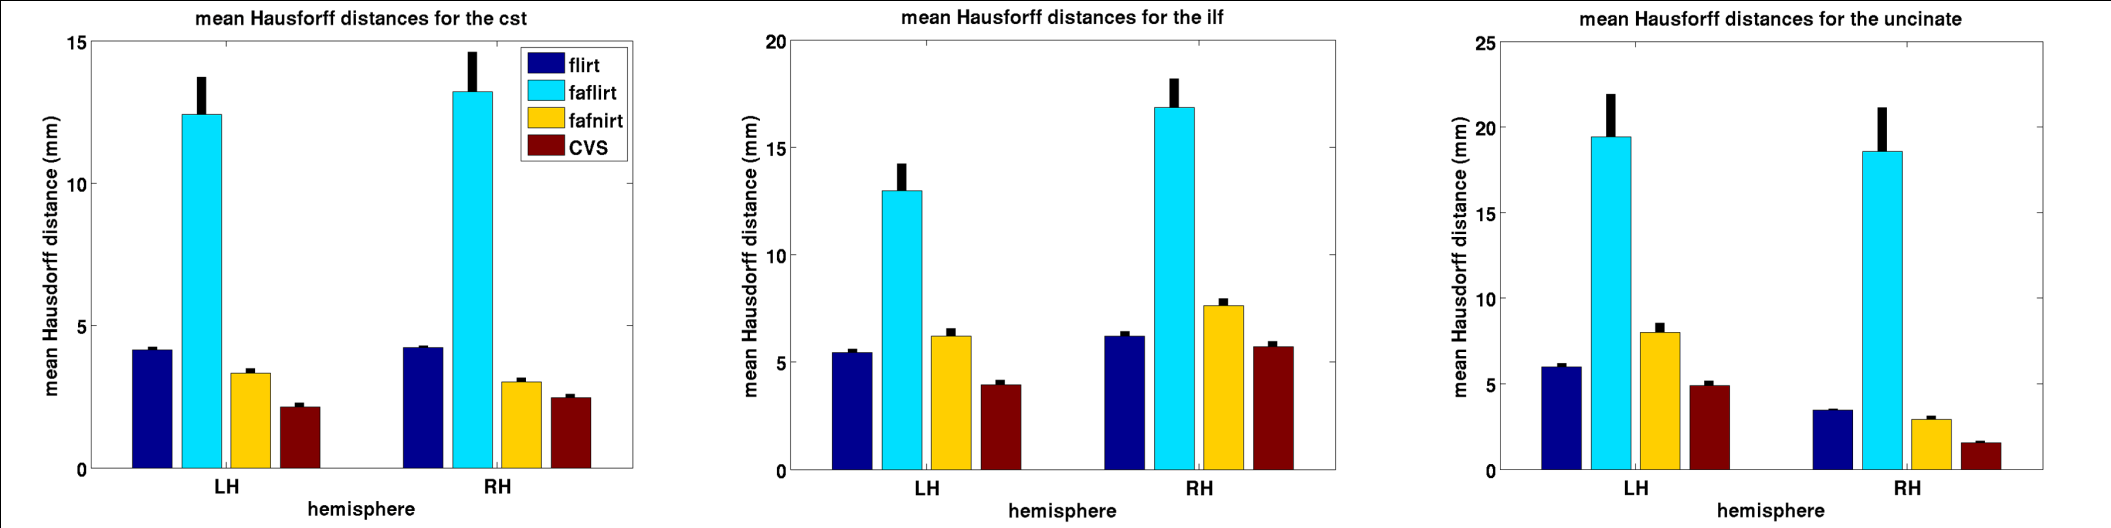 mean Hausforff distances for the cst
15
10
5
0
mean Hausdorff distance (mm)
flirt
faflirt
fafnirt
CVS
LH RH
hemisphere
mean Hausforff distances for the ilf
20
15
10
5
0
mean Hausdorff distance (mm)
LH RH
hemisphere
mean Hausforff distances for the uncinate
25
20
15
10
5
0
mean Hausdorff distance (mm)
LH RH
hemisphere